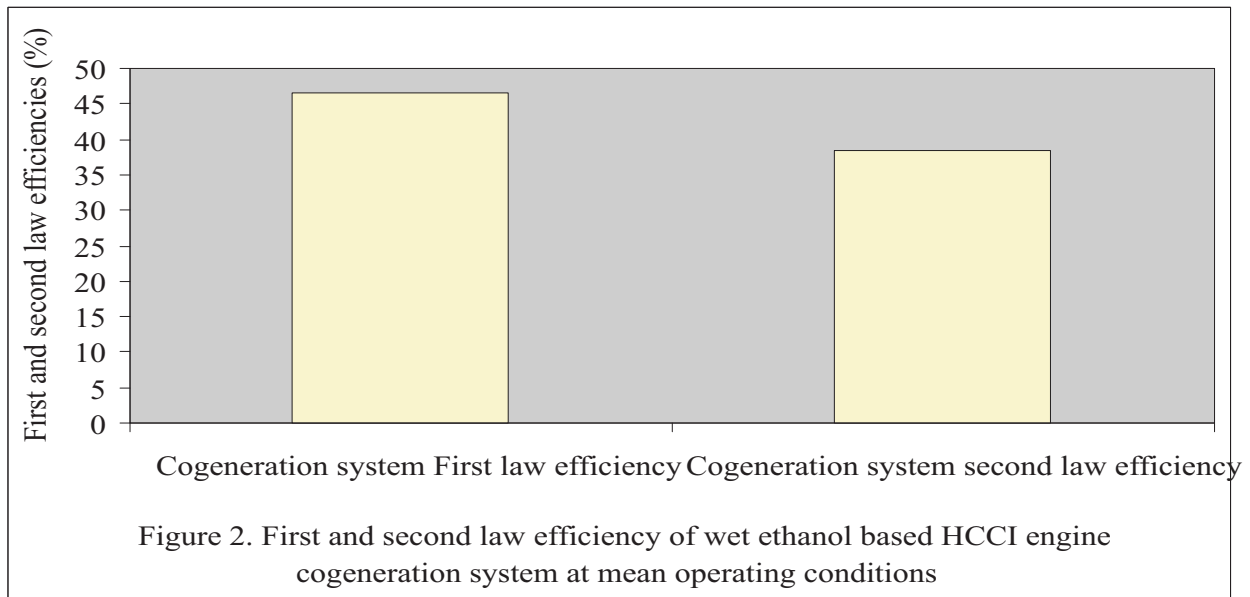 First and second law efficiencies (%)
50
45
40
35
30
25
20
15
10
5
0
Cogeneration system First law efficiency
Cogeneration system second law efficiency
Figure 2. First and second law efficiency of wet ethanol based HCCI engine
cogeneration system at mean operating conditions